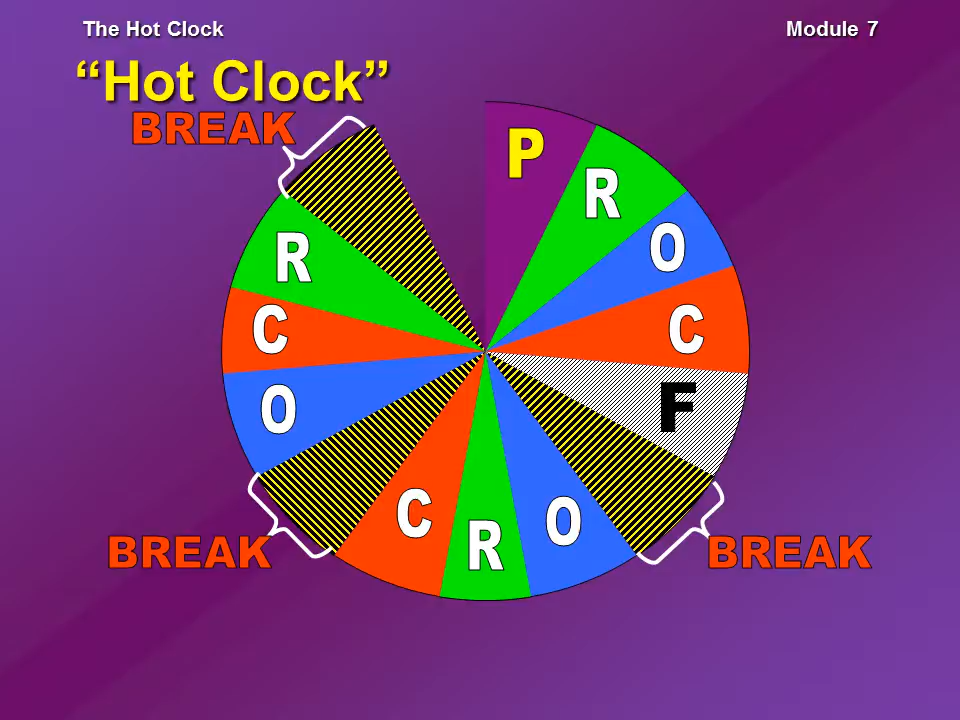 The Hot Clock
Module 7
“Hot Clock”
BREAK
P
R
O
C
F
BREAK
O
R
C
BREAK
O
C
R